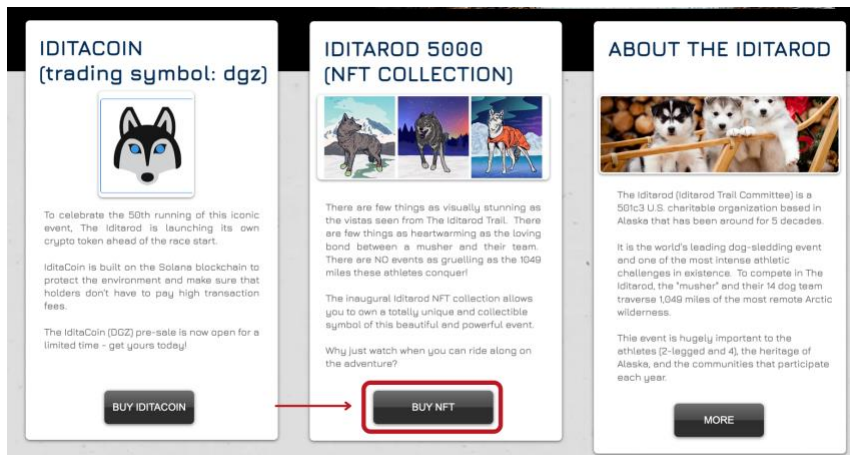 IDITACOIN
(trading symbol: dgz)
To celebrate the 50th running of this iconic
event, The Iditarod is launching its own
crypto token ahead of the race start.
IditaCoin is built on the Solana blockchain to
protect the environment and make sure that
holders don't have to pay high transaction
fees.
The IditaCoin (DGZ) pre-sale is now open for a
limited time - get yours today!
BUY IDITACOIN
IDITAROD 5000
(NFT COLLECTION)
There are few things as visually stunning as
the vistas seen from The Iditarod Trail. There
are few things as heartwarming as the loving
bond between a musher and their team.
There are NO events as gruelling as the 1049
miles these athletes conquer!
The inaugural Iditarod NFT collection allows
you to own a totally unique and collectible
symbol of this beautiful and powerful event.
Why just watch when you can ride along on
the adventure?
BUY NFT
ABOUT THE IDITAROD
The Iditarod (Iditarod Trail Committee) is a
501c3 U.S. charitable organization based in
Alaska that has been around for 5 decades.
It is the world's leading dog-sledding event
and one of the most intense athletic
challenges in existence. To compete in The
Iditarod, the "musher" and their 14 dog team
traverse 1,049 miles of the most remote Arctic
wilderness.
This event is hugely important to the
athletes (2-legged and 4), the heritage of
Alaska, and the communities that participate
each year.
MORE